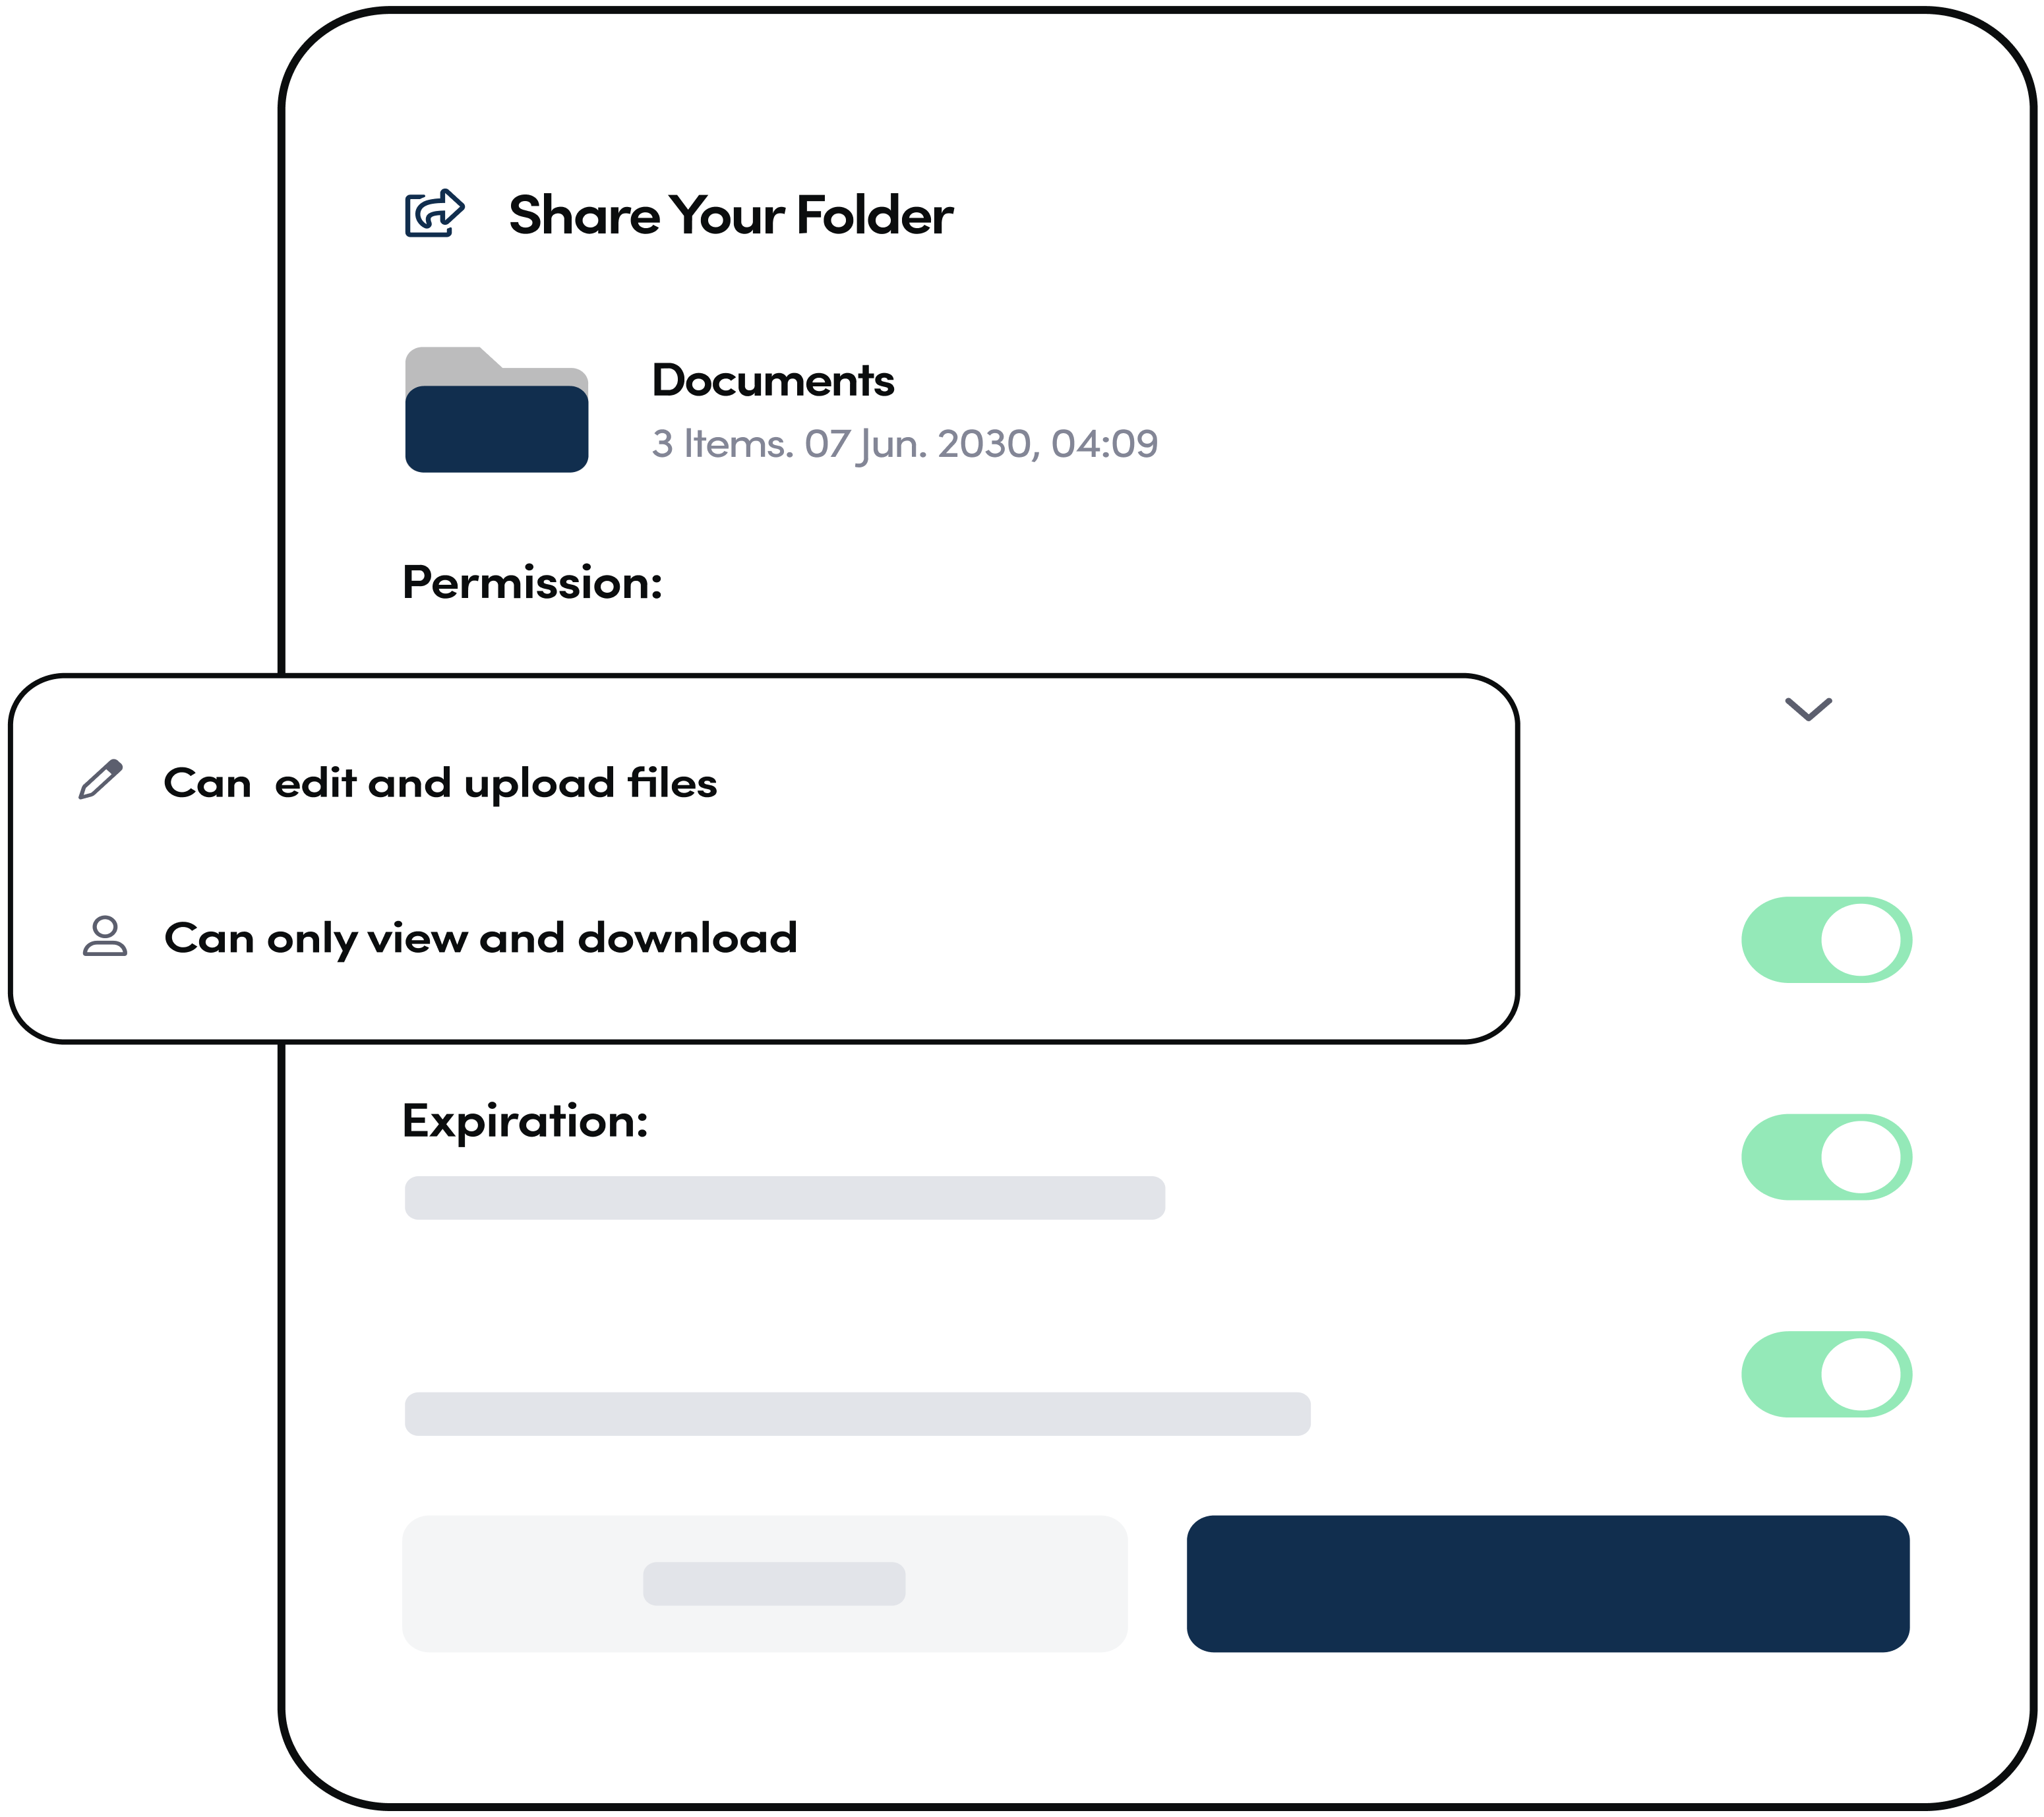 Share Your Folder
Documents
3 Items. 07 Jun. 2030, 04:09
Permission:
Can edit and upload files
Can only view and download
Expiration: